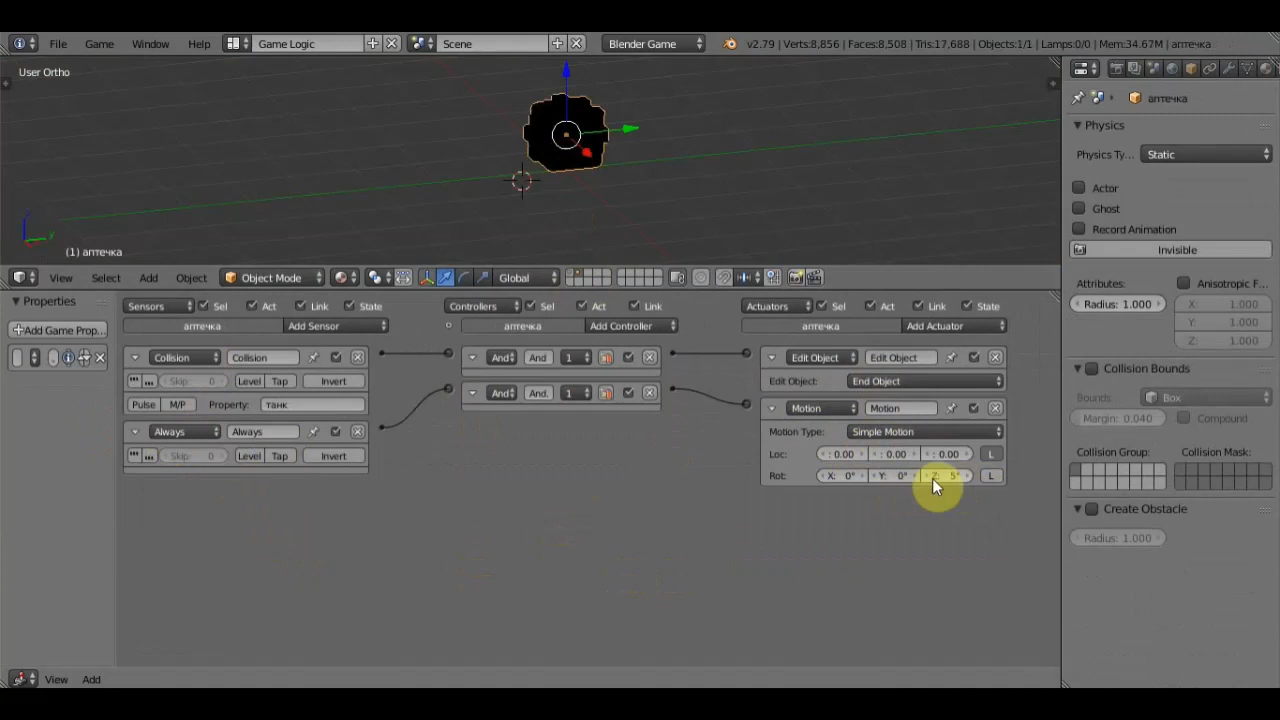 File Game Window Help Game Logic Scene Blender Game v2.79 | Verts:8,856 | Faces:8,508 | Tris:17,688 | Objects:1/1 | Lamps:0/0 | Mem:34.67M | аптечка
User Ortho
аптечка
Physics
Physics Ty... Static
Actor
Ghost
Record Animation
Invisible
Attributes: Anisotropic F...
Radius: 1.000 X: 1.000
Y: 1.000
Z: 1.000
Collision Bounds
Bounds Box
Margin: 0.040 Compound
Collision Group: Collision Mask:
Create Obstacle
Radius: 1.000
(1) аптечка
View Select Add Object Object Mode Global
Properties
Add Game Prop...
Sensors Sel Act Link State
аптечка Add Sensor
Collision Collision
Skip: 0 Level Tap Invert
Pulse M/P Property: танк
Always Always
Skip: 0 Level Tap Invert
Controllers Sel Act Link
аптечка Add Controller
And And 1
And And. 1
Actuators Sel Act Link State
аптечка Add Actuator
Edit Object Edit Object
Edit Object: End Object
Motion Motion
Motion Type: Simple Motion
Loc: : 0.00 : 0.00 : 0.00 L
Rot: X: 0° Y: 0° Z: 5° L
View Add